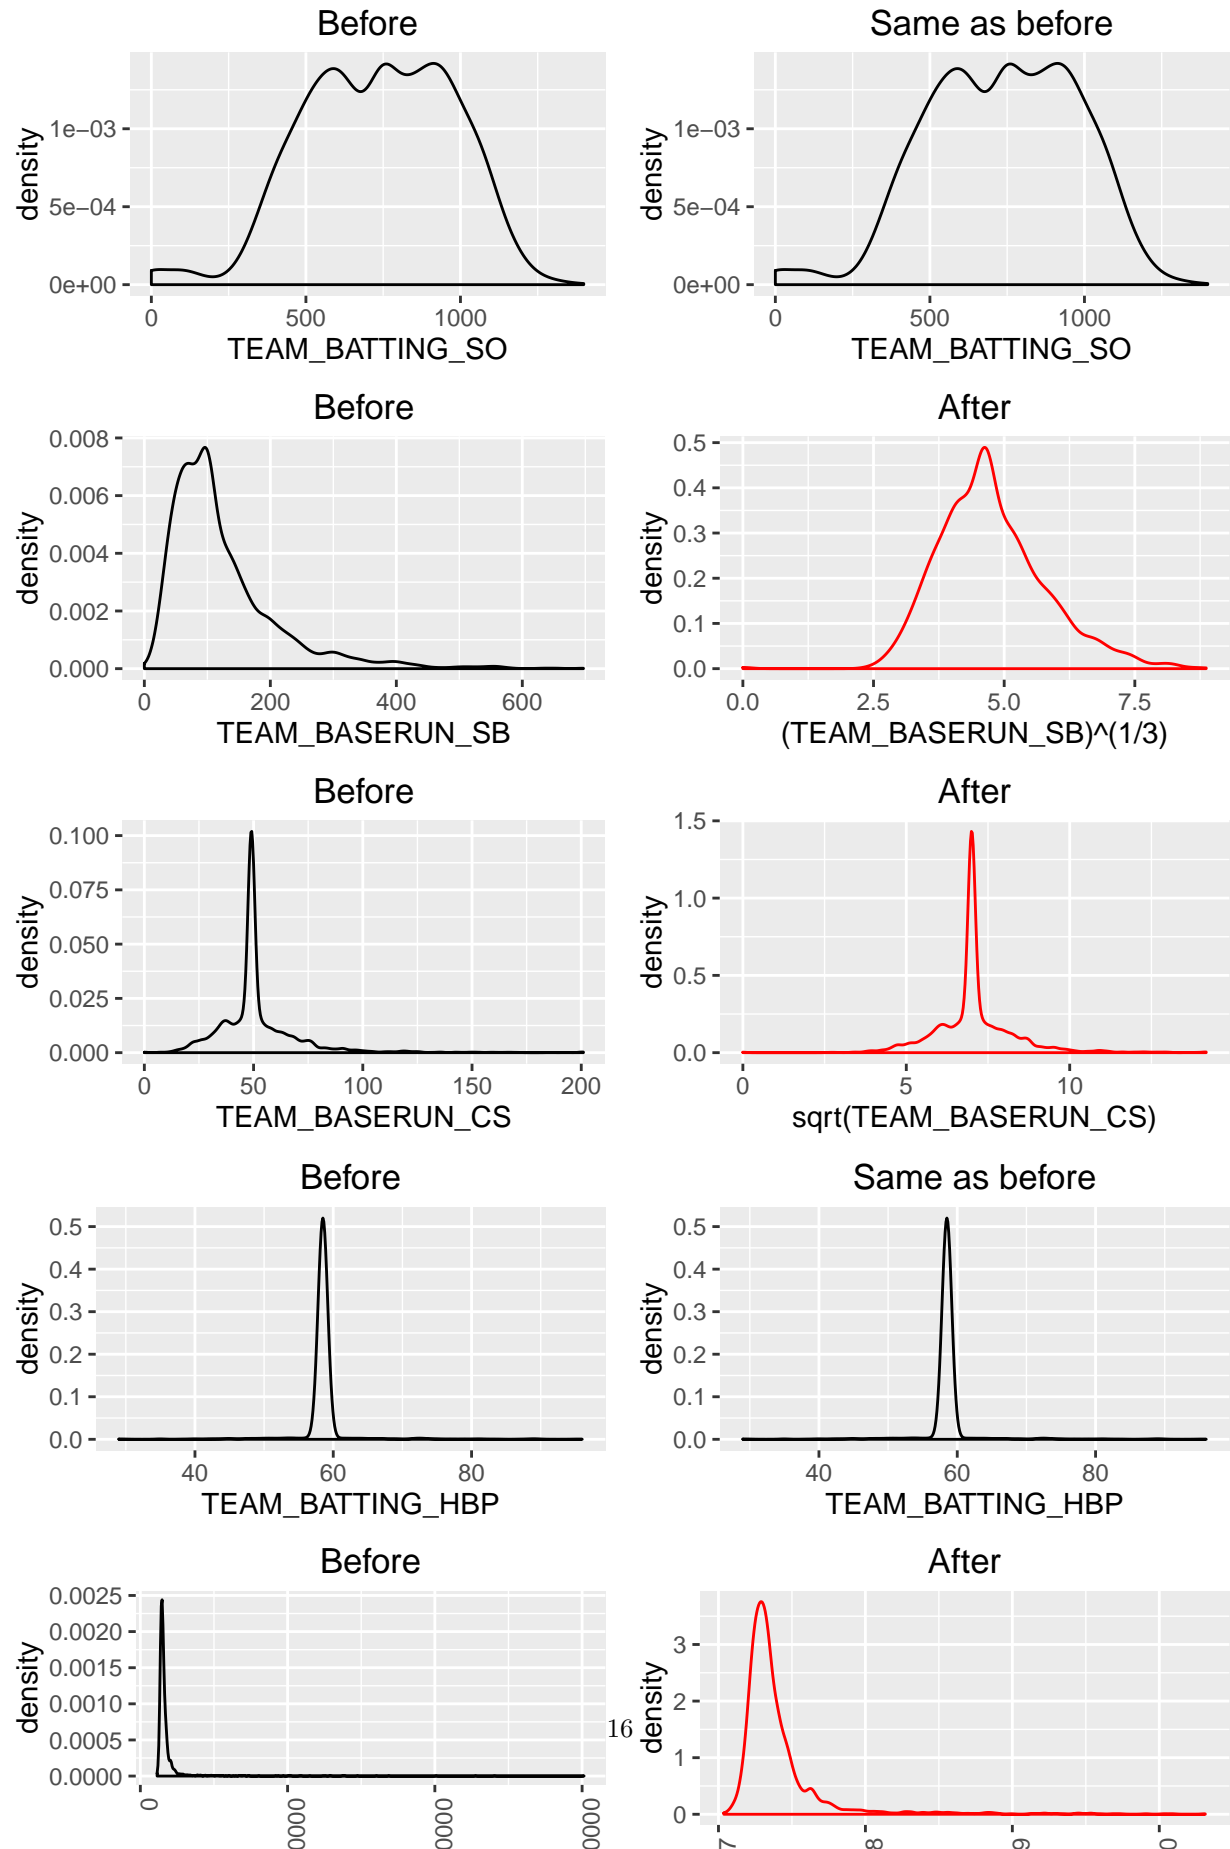 Before
Same as before
density
1e−03
5e−04
0e+00
0 500 1000
TEAM_BATTING_SO
density
1e−03
5e−04
0e+00
0 500 1000
TEAM_BATTING_SO
Before
After
density
0.008
0.006
0.004
0.002
0.000
0 200 400 600
TEAM_BASERUN_SB
density
0.5
0.4
0.3
0.2
0.1
0.0
0.0 2.5 5.0 7.5
(TEAM_BASERUN_SB)^(1/3)
Before
After
density
0.100
0.075
0.050
0.025
0.000
0 50 100 150 200
TEAM_BASERUN_CS
density
1.5
1.0
0.5
0.0
0 5 10
sqrt(TEAM_BASERUN_CS)
Before
Same as before
density
0.5
0.4
0.3
0.2
0.1
0.0
40 60 80
TEAM_BATTING_HBP
density
0.5
0.4
0.3
0.2
0.1
0.0
40 60 80
TEAM_BATTING_HBP
Before
After
density
0.0025
0.0020
0.0015
0.0010
0.0005
0.0000
0
density
3
2
1
0
7 8 9
16